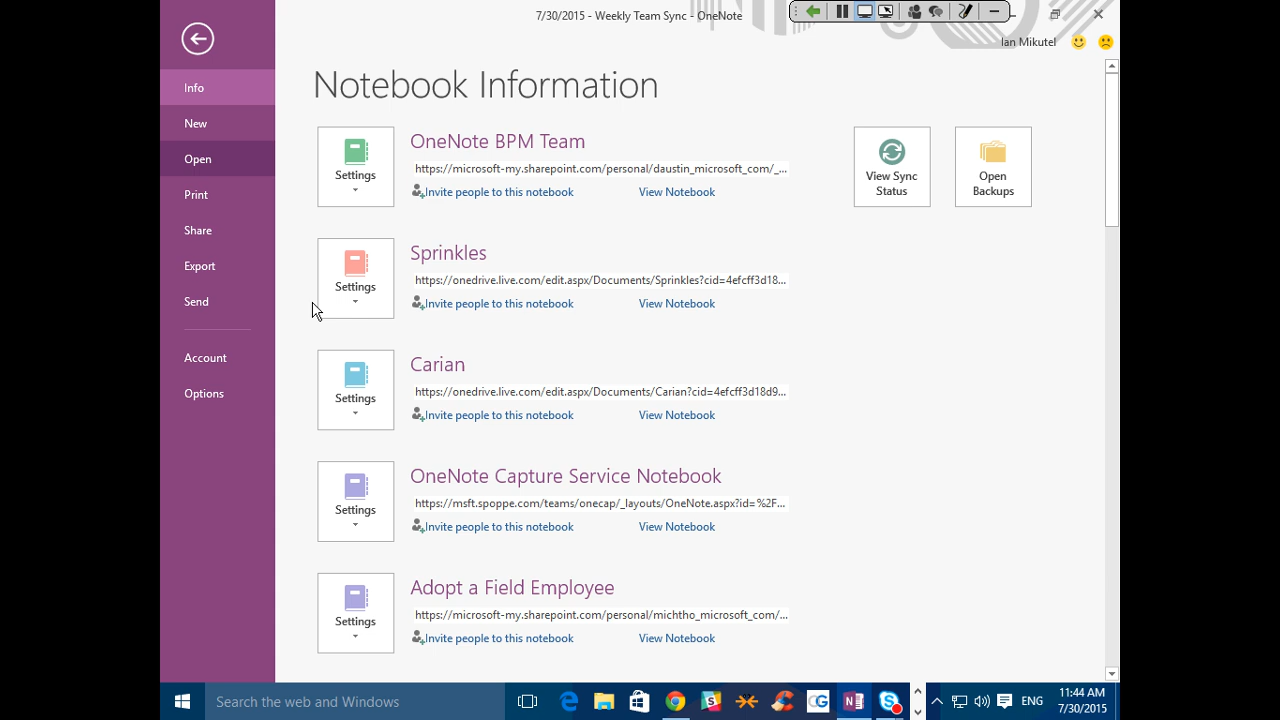 7/30/2015 - Weekly Team Sync - OneNote
Ian Mikutel
Info
New
Open
Print
Share
Export
Send
Account
Options
Notebook Information
Settings
OneNote BPM Team
https://microsoft-my.sharepoint.com/personal/daustin_microsoft_com/_...
Invite people to this notebook
View Notebook
View Sync
Status
Open
Backups
Settings
Sprinkles
https://onedrive.live.com/edit.aspx/Documents/Sprinkles?cid=4efcff3d18...
Invite people to this notebook
View Notebook
Settings
Carian
https://onedrive.live.com/edit.aspx/Documents/Carian?cid=4efcff3d18d9...
Invite people to this notebook
View Notebook
Settings
OneNote Capture Service Notebook
https://msft.spoppe.com/teams/onecap/_layouts/OneNote.aspx?id=%2F...
Invite people to this notebook
View Notebook
Settings
Adopt a Field Employee
https://microsoft-my.sharepoint.com/personal/michtho_microsoft_com/...
Invite people to this notebook
View Notebook
Search the web and Windows
ENG
11:44 AM
7/30/2015